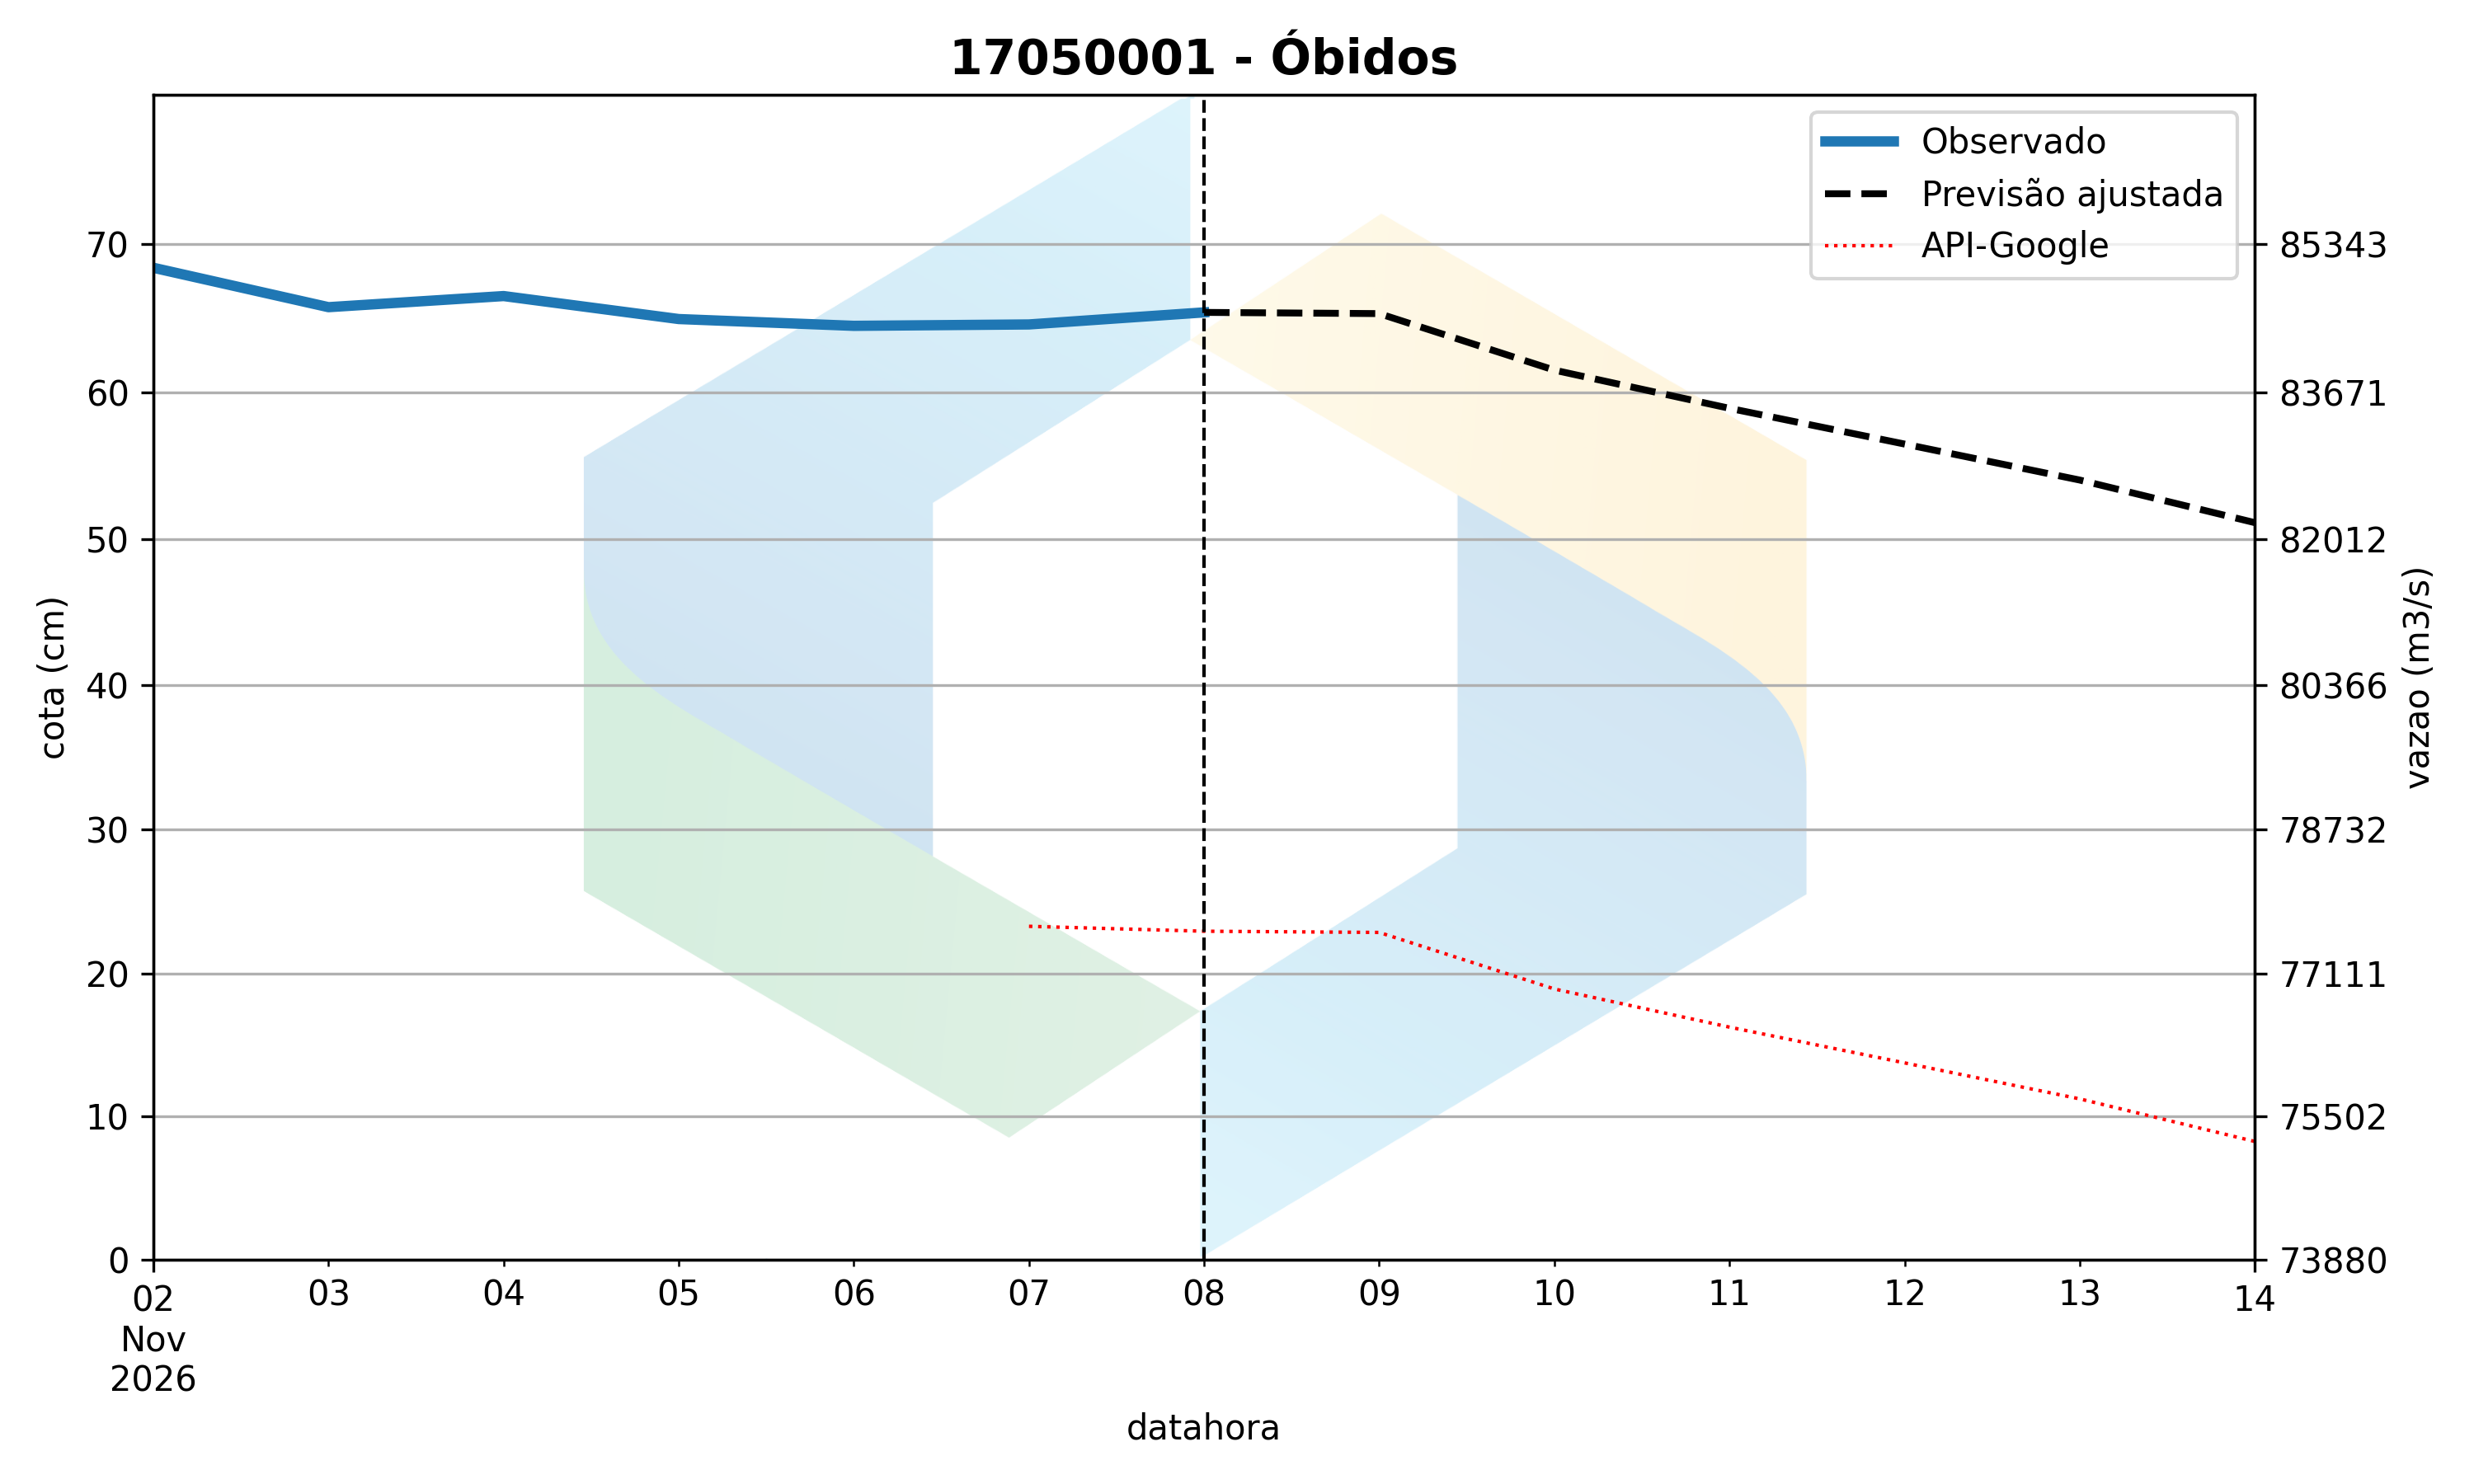 17050001 - Óbidos
Observado
Previsão ajustada
API-Google
70
60
50
40
30
20
10
0
cota (cm)
85343
83671
82012
80366
78732
77111
75502
73880
vazao (m3/s)
02 03 04 05 06 07 08 09 10 11 12 13 14
Nov
2026
datahora